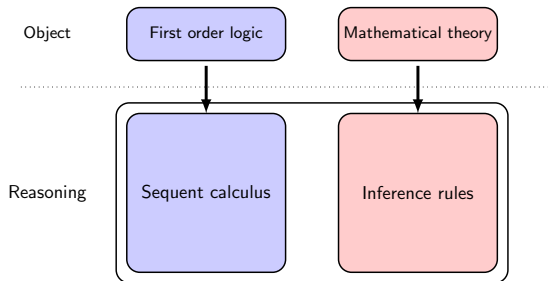 Object
First order logic
Mathematical theory
Reasoning
Sequent calculus
Inference rules